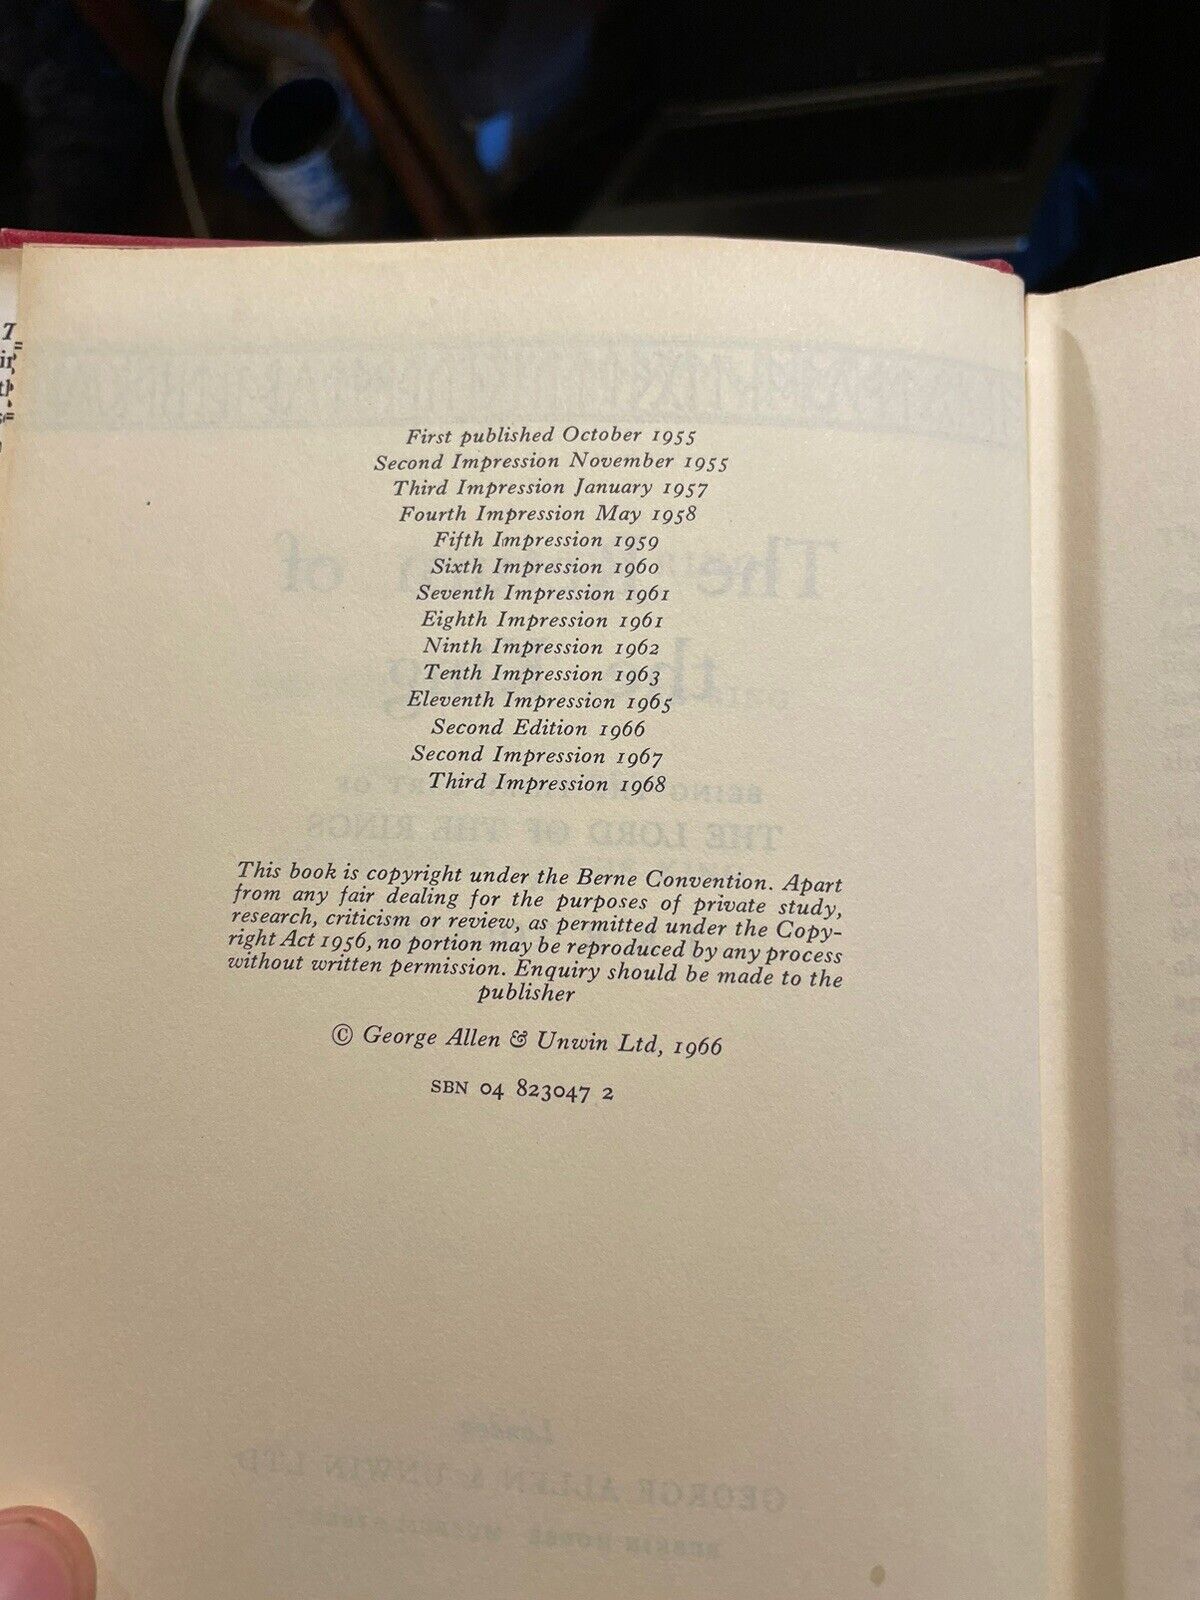 First published October 1955
Second Impression November 1955
Third Impression January 1957
Fourth Impression May 1958
Fifth Impression 1959
Sixth Impression 1960
Seventh Impression 1961
Eighth Impression 1961
Ninth Impression 1962
Tenth Impression 1963
Eleventh Impression 1965
Second Edition 1966
Second Impression 1967
Third Impression 1968
This book is copyright under the Berne Convention. Apart
from any fair dealing for the purposes of private study,
research, criticism or review, as permitted under the Copy-
right Act 1956, no portion may be reproduced by any process
without written permission. Enquiry should be made to the
publisher
© George Allen & Unwin Ltd, 1966
SBN 04 823047 2